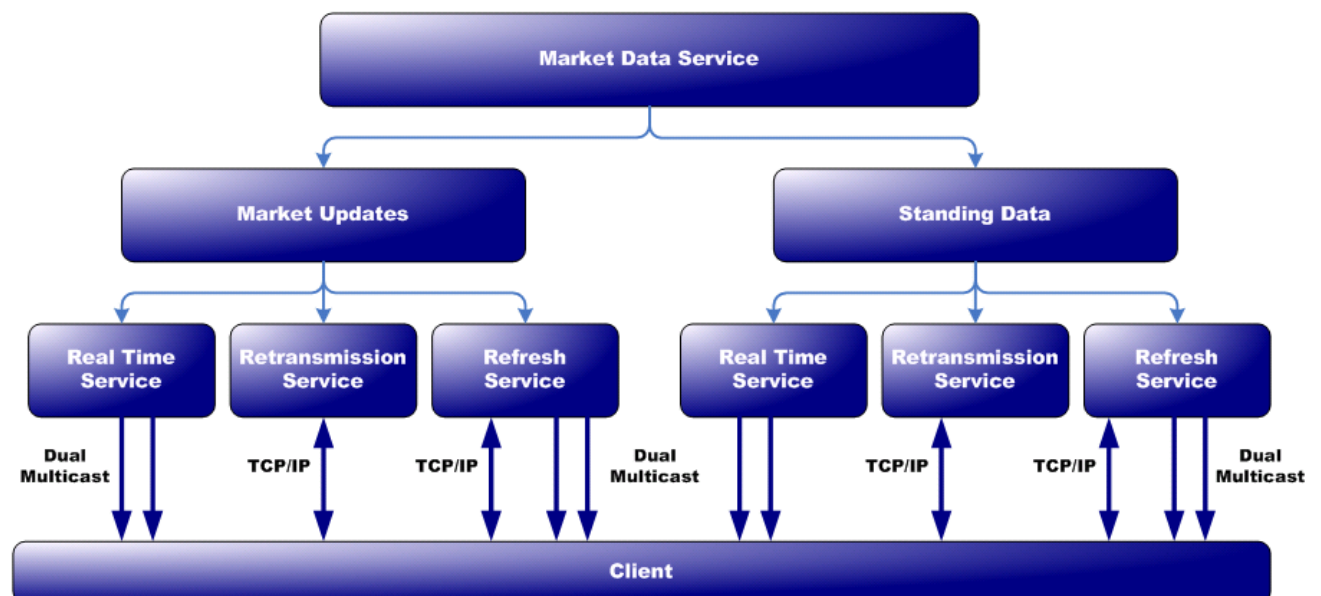 Market Data Service
Market Updates
Standing Data
Real Time
Service
Retransmission
Service
Refresh
Service
Real Time
Service
Retransmission
Service
Refresh
Service
Dual
Multicast
TCP/IP
TCP/IP
Dual
Multicast
TCP/IP
TCP/IP
Dual
Multicast
Client